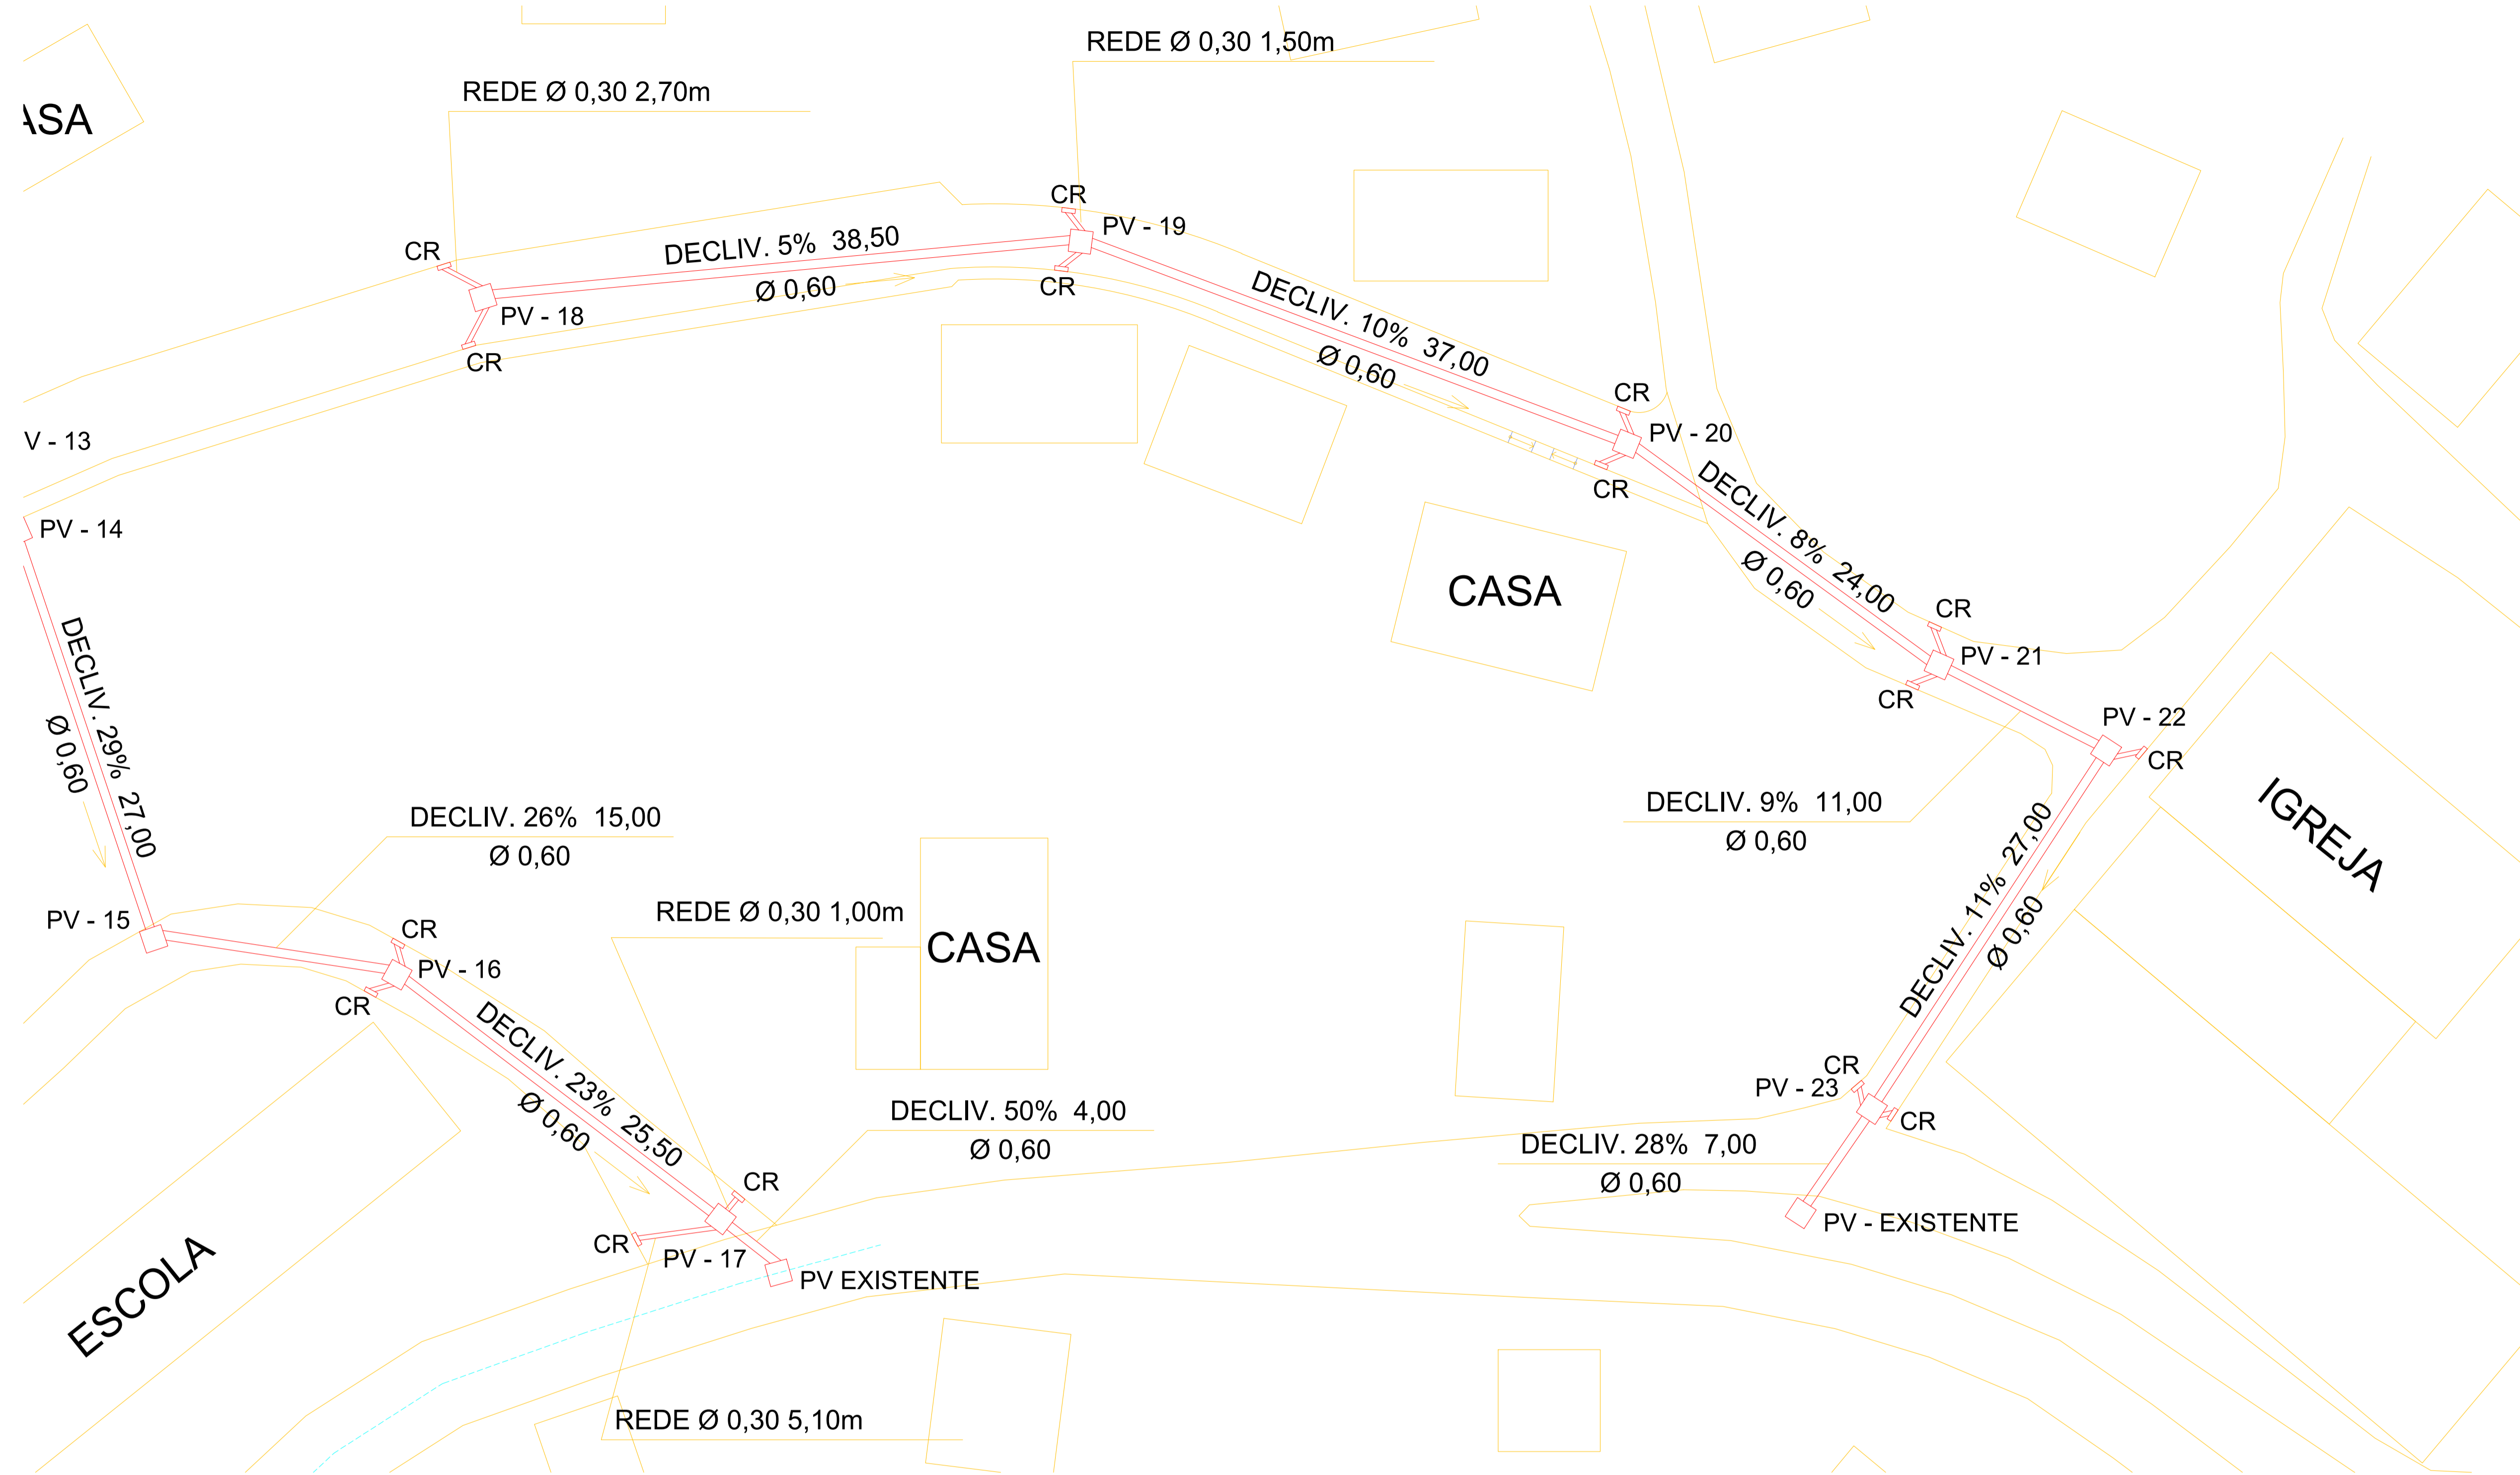 REDE Ø 0,30 1,50m
REDE Ø 0,30 2,70m
ASA
CR
PV - 19
CR
DECLIV. 5% 38,50
Ø 0,60
CR
PV - 18
CR
DECLIV. 10% 37,00
Ø 0,60
CR
PV - 20
CR
V - 13
PV - 14
DECLIV. 8% 24,00
Ø 0,60
CASA
CR
PV - 21
CR
PV - 22
CR
DECLIV. 29% 27,00
Ø 0,60
DECLIV. 26% 15,00
Ø 0,60
DECLIV. 9% 11,00
Ø 0,60
IGREJA
DECLIV. 11% 27,00
Ø 0,60
PV - 15
REDE Ø 0,30 1,00m
CASA
CR
PV - 16
CR
DECLIV. 23% 25,50
Ø 0,60
DECLIV. 50% 4,00
Ø 0,60
CR
PV - 23
CR
DECLIV. 28% 7,00
Ø 0,60
CR
CR
PV - 17
PV EXISTENTE
PV - EXISTENTE
ESCOLA
REDE Ø 0,30 5,10m